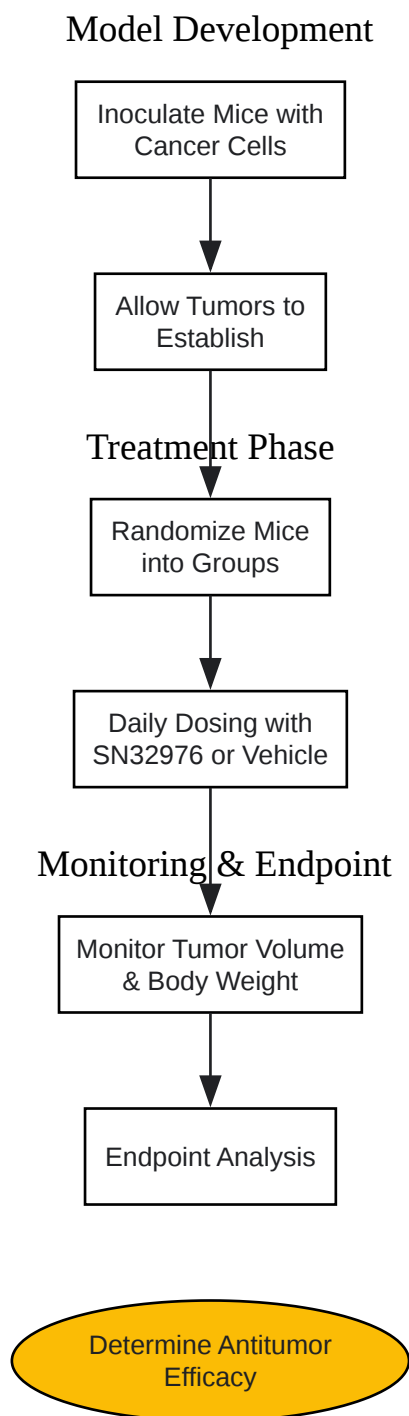 Model Development
Inoculate Mice with
Cancer Cells
Allow Tumors to
Establish
Treatment Phase
Randomize Mice
into Groups
Daily Dosing with
SN32976 or Vehicle
Monitoring & Endpoint
Monitor Tumor Volume
& Body Weight
Endpoint Analysis
Determine Antitumor
Efficacy